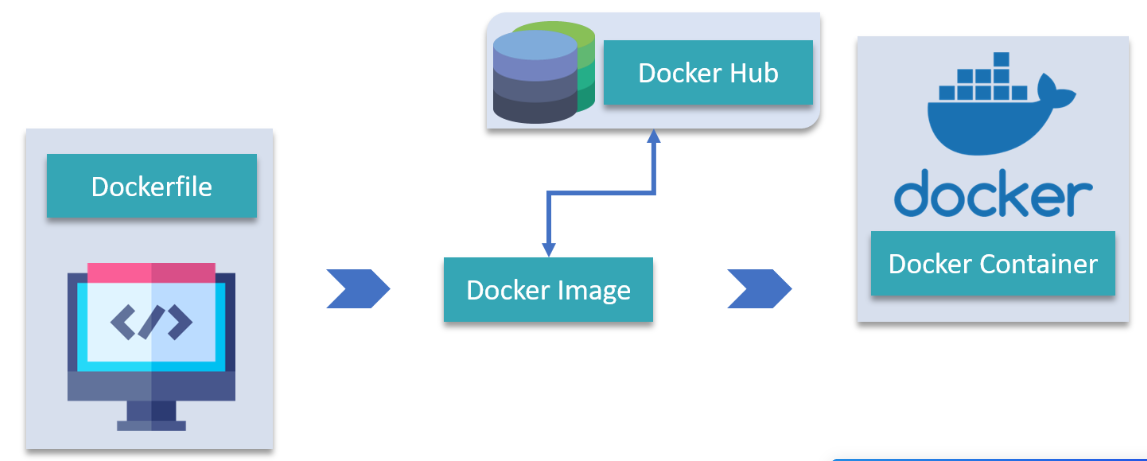 Dockerfile
</>
Docker Image
Docker Hub
docker
Docker Container